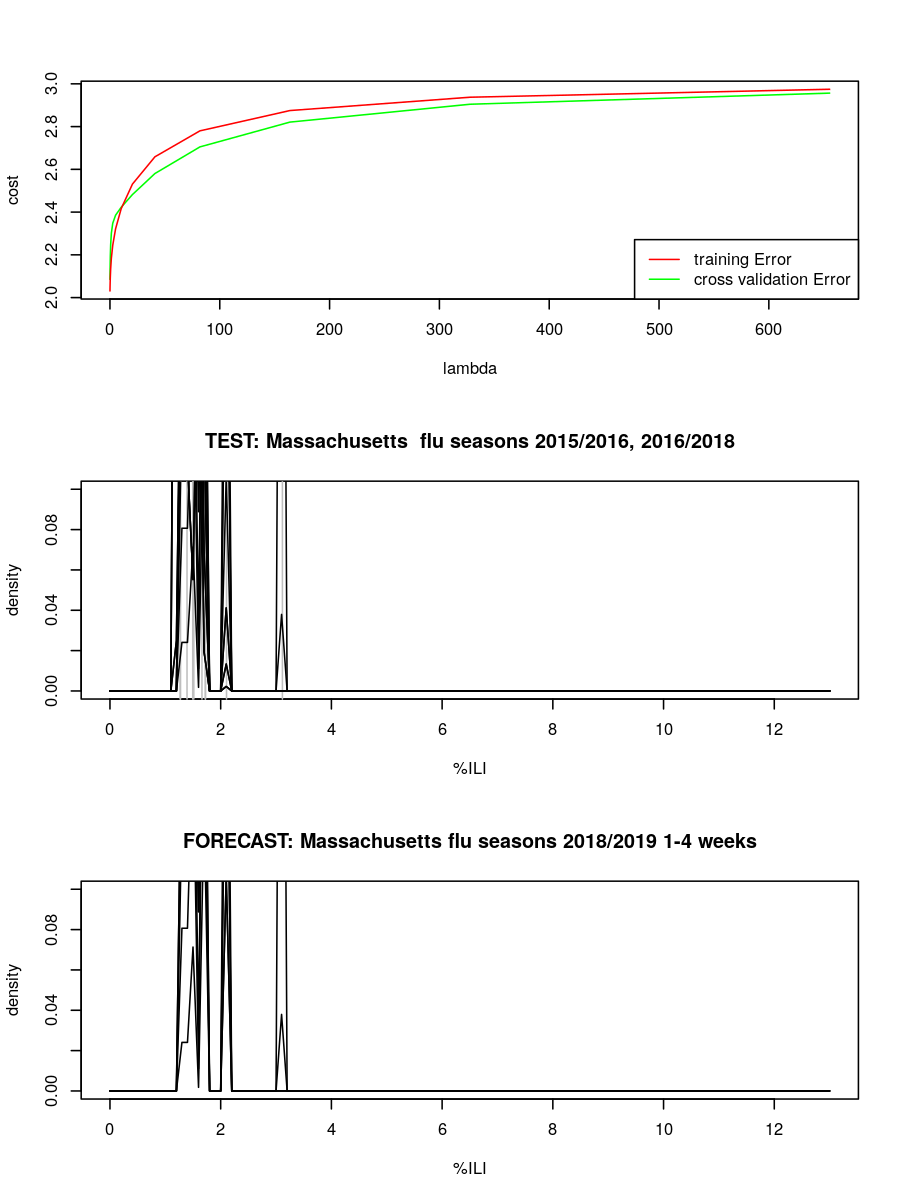 3.0
2.8
2.6
2.4
2.2
2.0
cost
training Error
cross validation Error
0 100 200 300 400 500 600
lambda
TEST: Massachusetts  flu seasons 2015/2016, 2016/2018
0.08
0.04
0.00
density
0 2 4 6 8 10 12
%ILI
FORECAST: Massachusetts flu seasons 2018/2019 1-4 weeks
0.08
0.04
0.00
density
0 2 4 6 8 10 12
%ILI